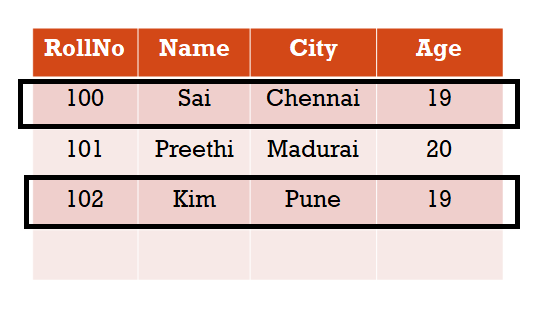 RollNo Name City Age
100 Sai Chennai 19
101 Preethi Madurai 20
102 Kim Pune 19